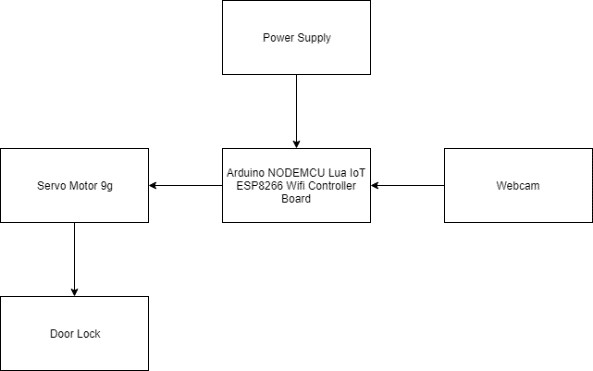 Power Supply
Servo Motor 9g
Arduino NODEMCU Lua IoT
ESP8266 Wifi Controller
Board
Webcam
Door Lock